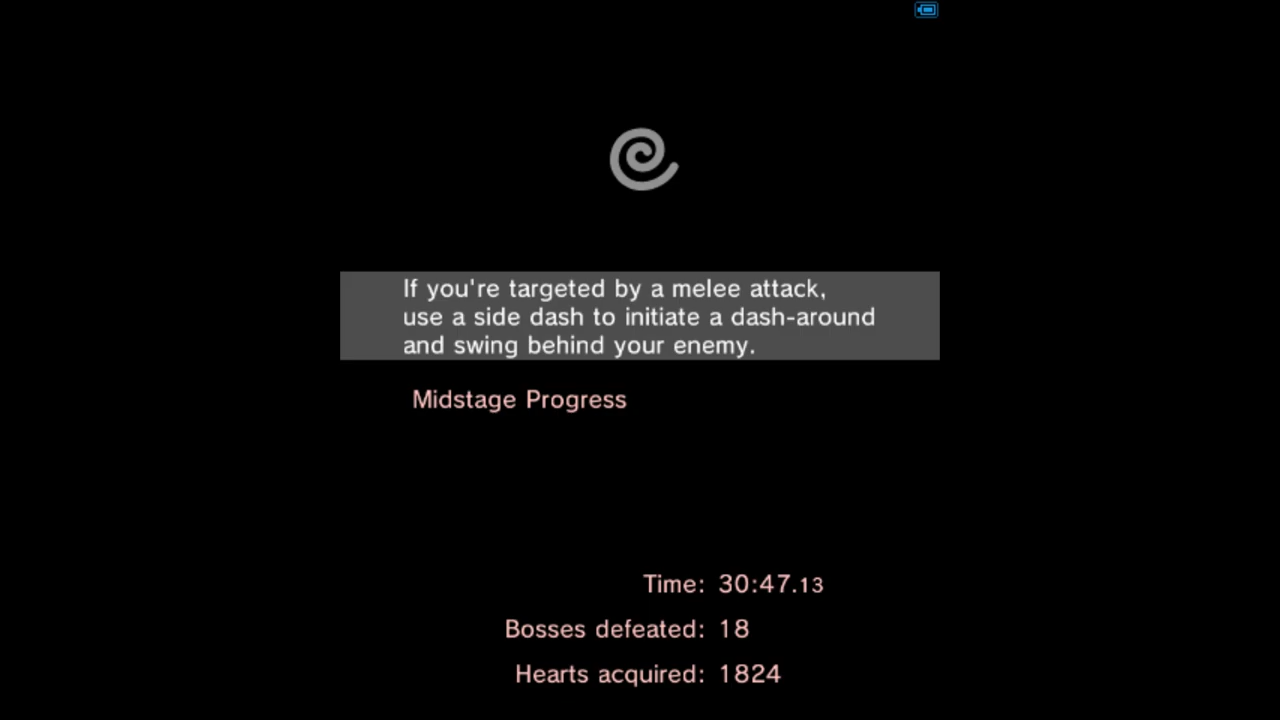 If you're targeted by a melee attack,
use a side dash to initiate a dash-around
and swing behind your enemy.
Midstage Progress
Time: 30:47.13
Bosses defeated: 18
Hearts acquired: 1824